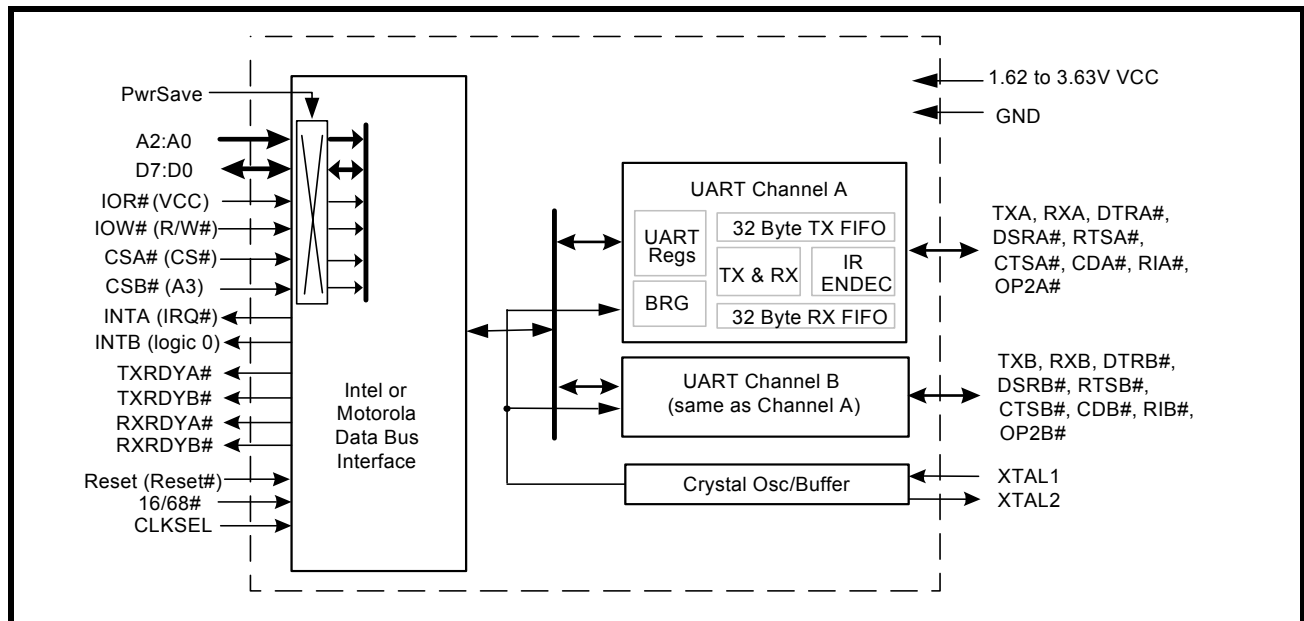 PwrSave
A2:A0
D7:D0
IOR# (VCC)
IOW# (R/W#)
CSA# (CS#)
CSB# (A3)
INTA (IRQ#)
INTB (logic 0)
TXRDYA#
TXRDYB#
RXRDYA#
RXRDYB#
Reset (Reset#)
16/68#
CLKSEL
Intel or
Motorola
Data Bus
Interface
UART Channel A
UART
Regs
BRG
32 Byte TX FIFO
TX & RX
IR
ENDEC
32 Byte RX FIFO
UART Channel B
(same as Channel A)
Crystal Osc/Buffer
1.62 to 3.63V VCC
GND
TXA, RXA, DTRA#,
DSRA#, RTSA#,
CTSA#, CDA#, RIA#,
OP2A#
TXB, RXB, DTRB#,
DSRB#, RTSB#,
CTSB#, CDB#, RIB#,
OP2B#
XTAL1
XTAL2